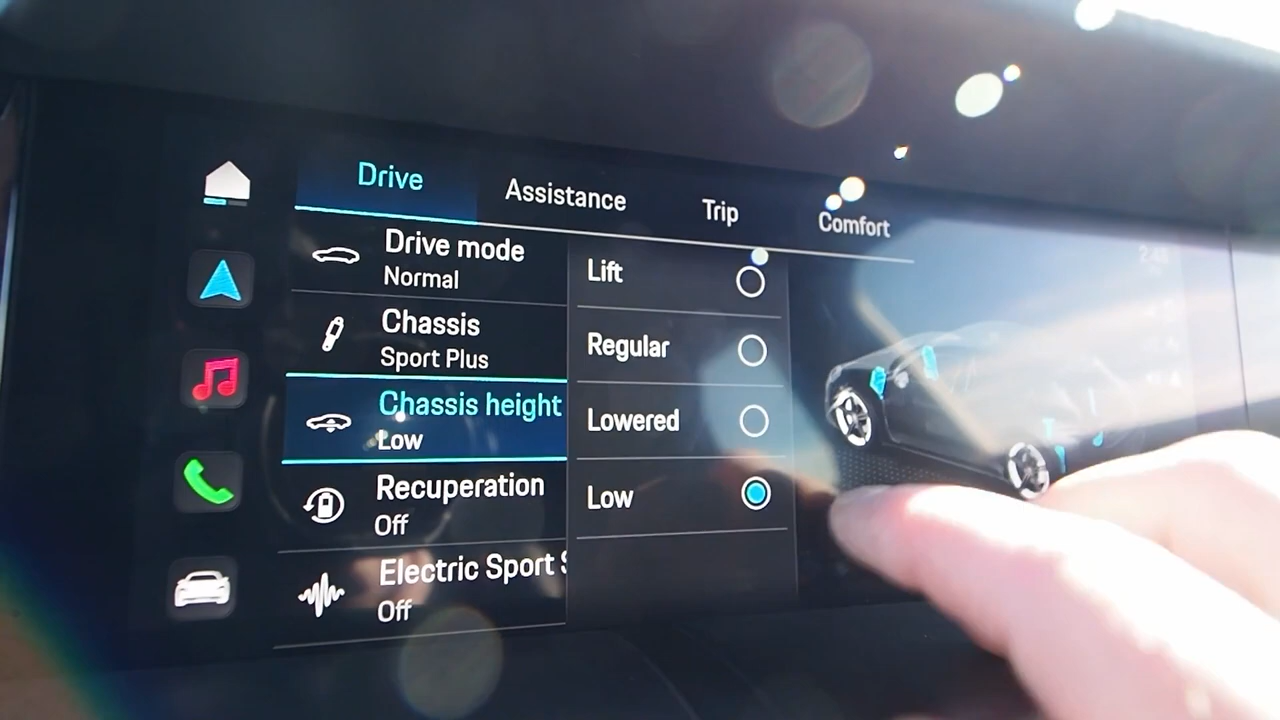 Drive
Assistance
Trip
Comfort
Drive mode
Normal
Chassis
Sport Plus
Chassis height
Low
Recuperation
Off
Electric Sport
Off
Lift
Regular
Lowered
Low